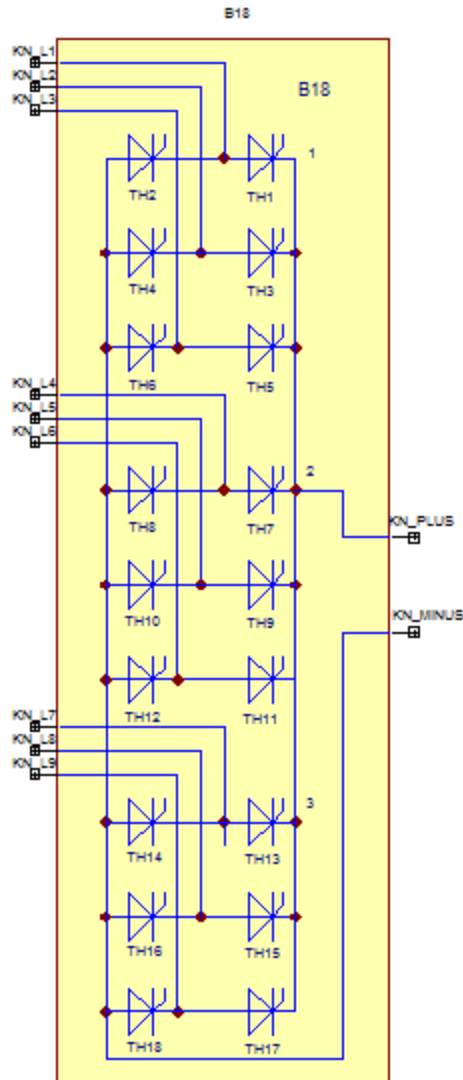 B18
KN_L1
KN_L2
KN_L3
B18
1
TH2
TH1
TH4
TH3
TH6
TH5
KN_L4
KN_L5
KN_L6
2
TH8
TH7
KN_PLUS
TH10
TH9
KN_MINUS
TH12
TH11
KN_L7
KN_L8
KN_L9
3
TH14
TH13
TH16
TH15
TH18
TH17